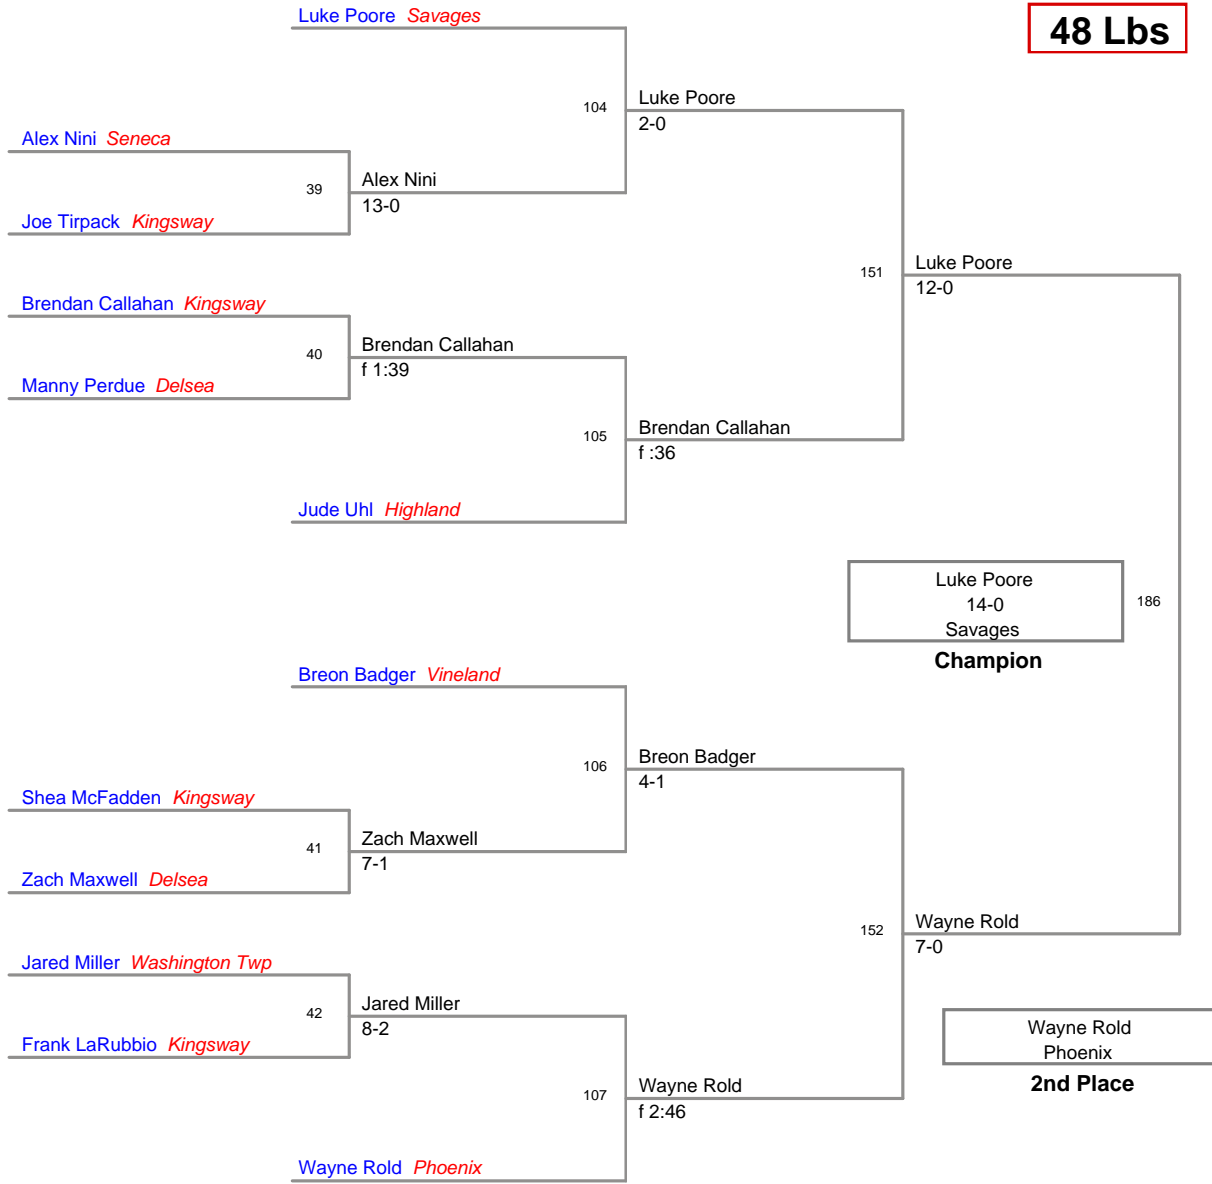 Luke Poore Savages
48 Lbs
104
Luke Poore
2-0
Alex Nini Seneca
39
Alex Nini
13-0
Joe Tirpack Kingsway
151
Luke Poore
12-0
Brendan Callahan Kingsway
40
Brendan Callahan
f 1:39
Manny Perdue Delsea
105
Brendan Callahan
f :36
Jude Uhl Highland
Luke Poore
14-0
Savages
186
Champion
Breon Badger Vineland
106
Breon Badger
4-1
Shea McFadden Kingsway
41
Zach Maxwell
7-1
Zach Maxwell Delsea
152
Wayne Rold
7-0
Jared Miller Washington Twp
42
Jared Miller
8-2
Frank LaRubbio Kingsway
Wayne Rold
Phoenix
2nd Place
107
Wayne Rold
f 2:46
Wayne Rold Phoenix